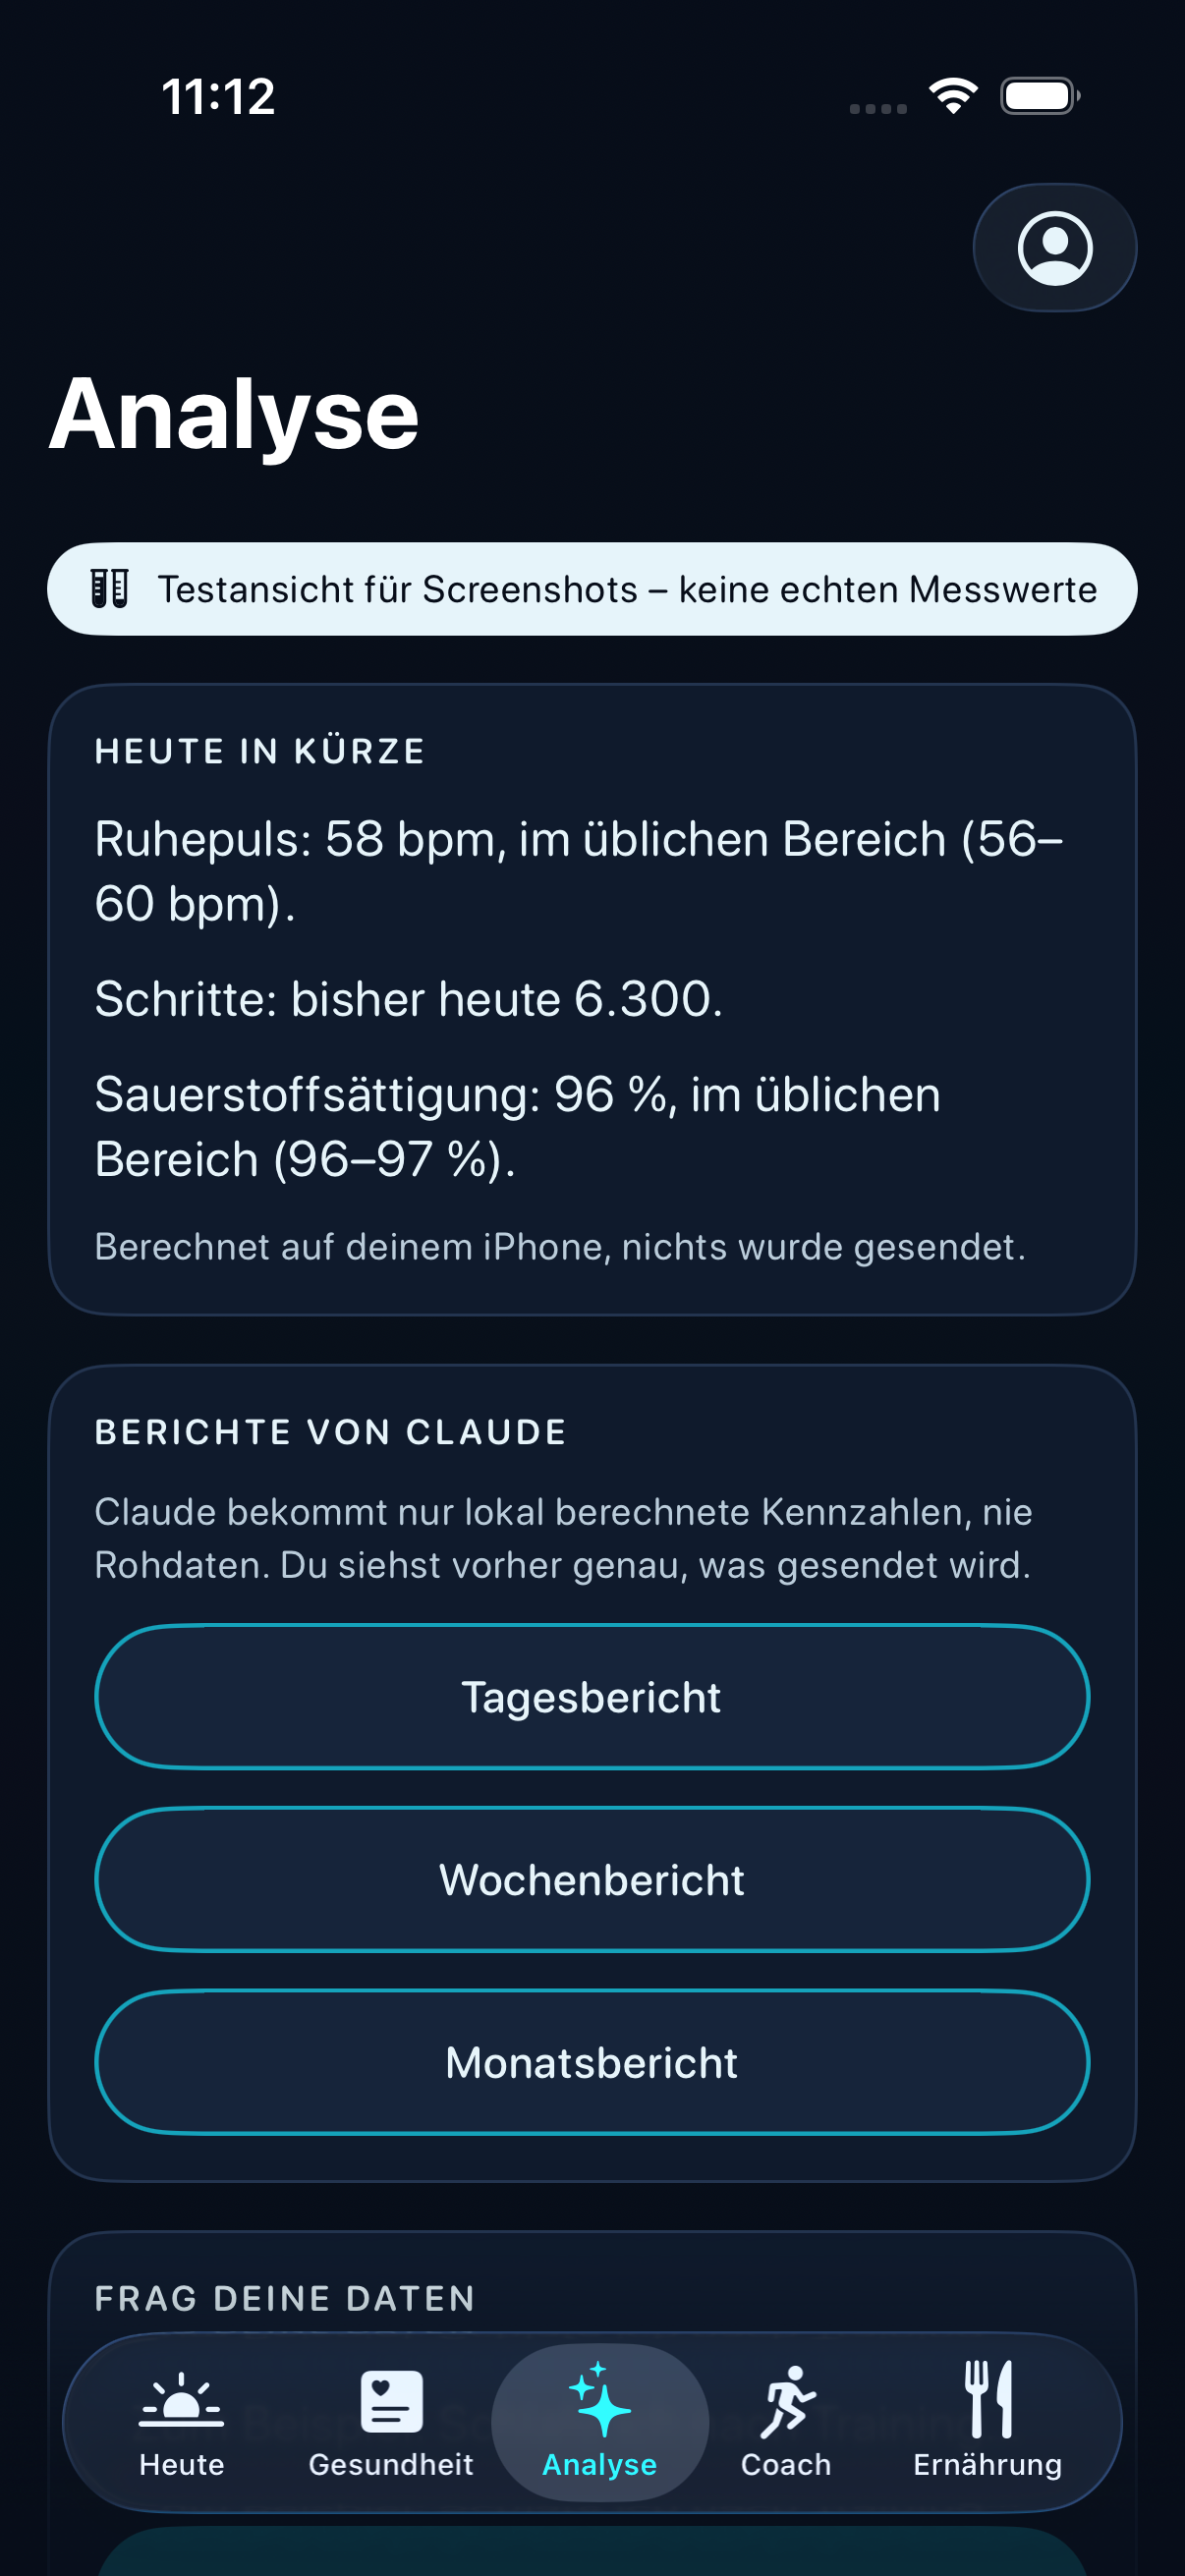 11:12
Analyse
Testansicht für Screenshots – keine echten Messwerte
HEUTE IN KÜRZE
Ruhepuls: 58 bpm, im üblichen Bereich (56–
60 bpm).
Schritte: bisher heute 6.300.
Sauerstoffsättigung: 96 %, im üblichen
Bereich (96–97 %).
Berechnet auf deinem iPhone, nichts wurde gesendet.
BERICHTE VON CLAUDE
Claude bekommt nur lokal berechnete Kennzahlen, nie
Rohdaten. Du siehst vorher genau, was gesendet wird.
Tagesbericht
Wochenbericht
Monatsbericht
FRAG DEINE DATEN
Heute
Gesundheit
Analyse
Coach
Ernährung